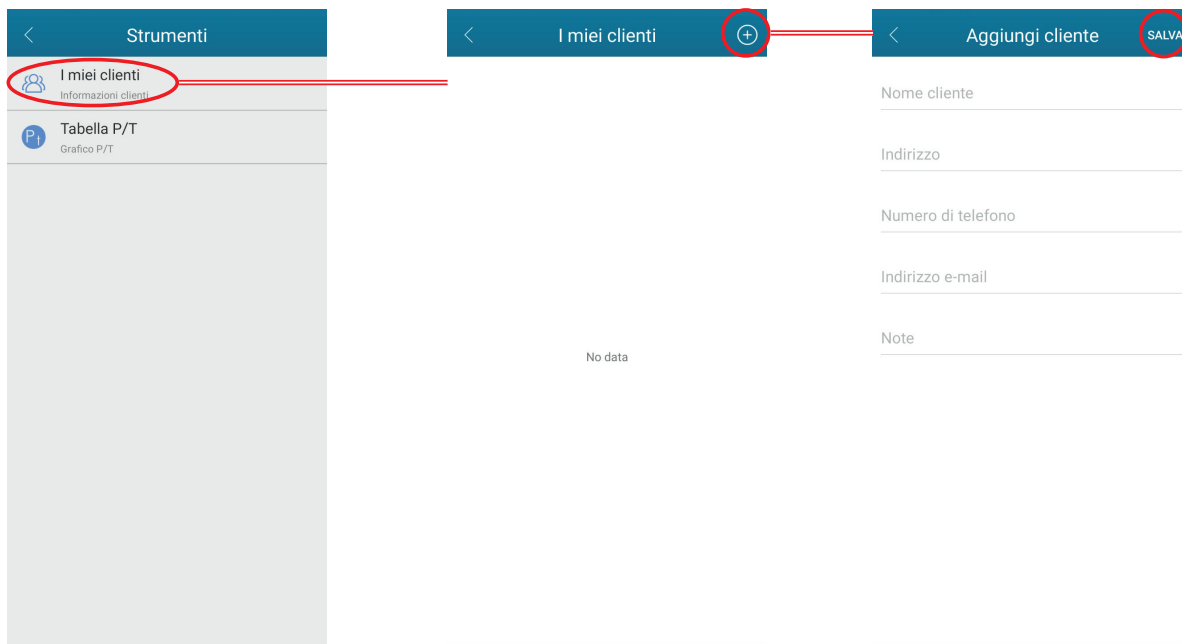 Strumenti
I miei clienti
Informazioni clienti
Pt
Tabella P/T
Grafico P/T
I miei clienti
No data
Aggiungi cliente
SALVA
Nome cliente
Indirizzo
Numero di telefono
Indirizzo e-mail
Note